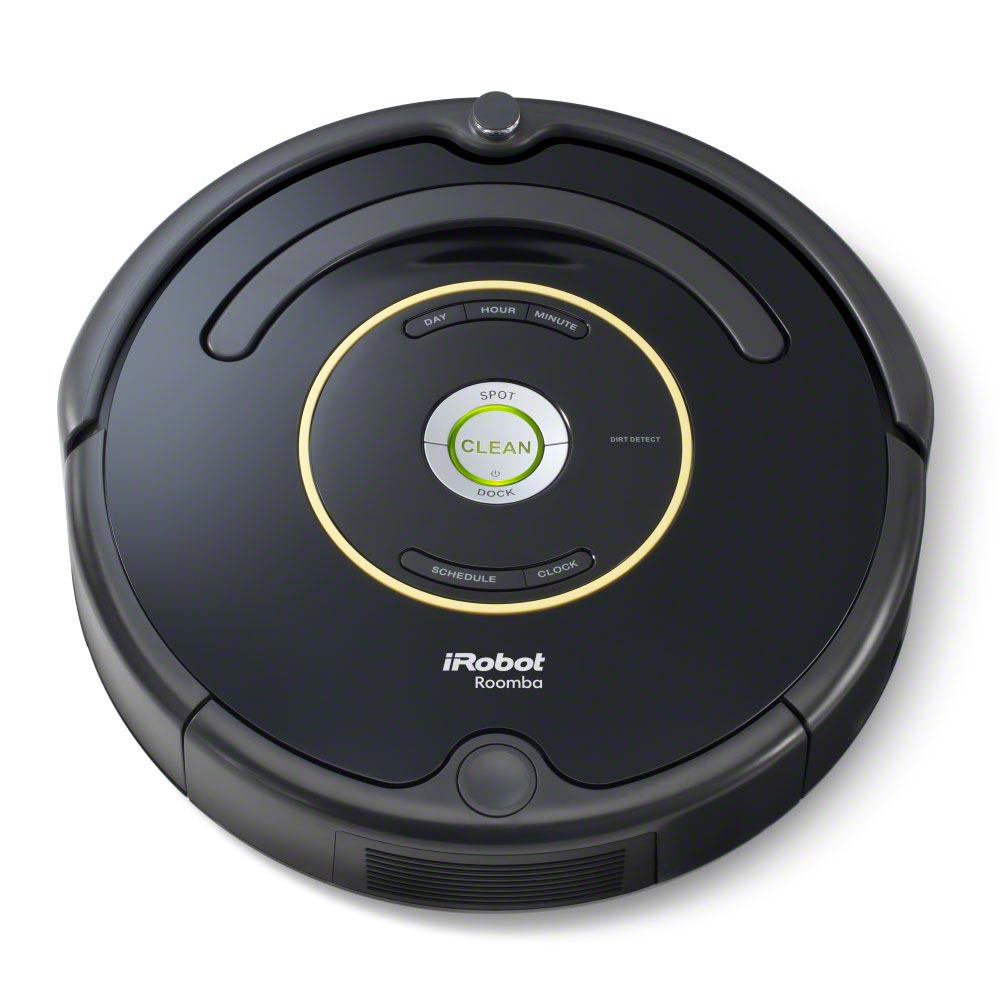 DAY HOUR MINUTE
SPOT
CLEAN
DIRT DETECT
DOCK
SCHEDULE CLOCK
iRobot
Roomba